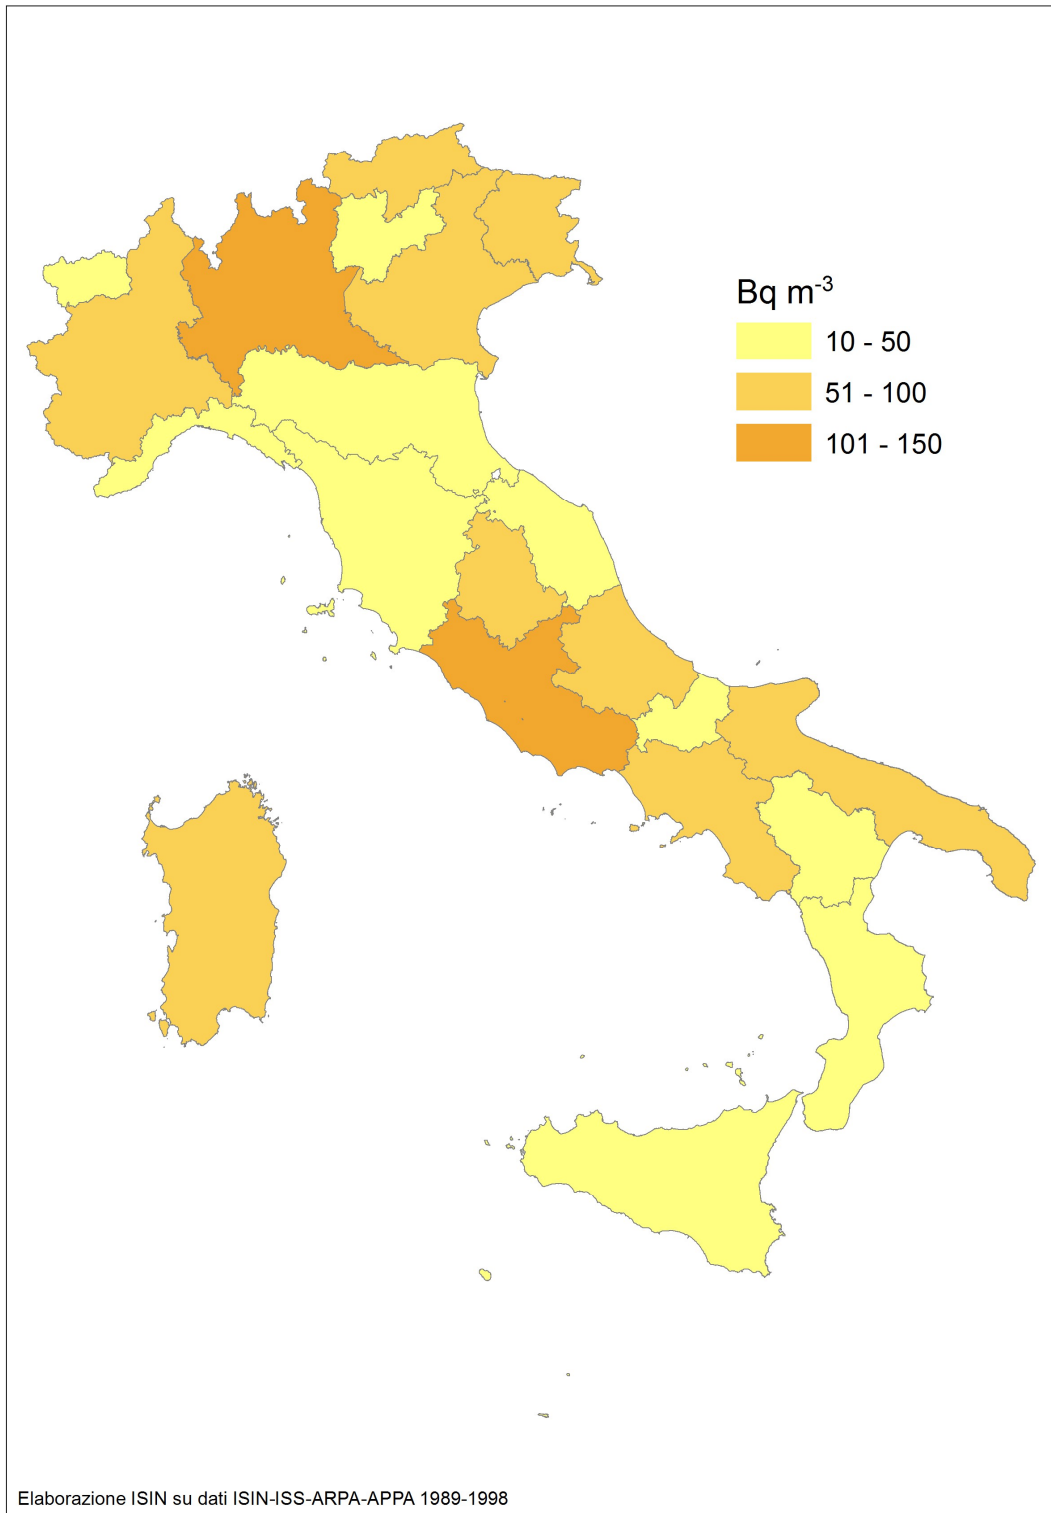 Bq m⁻³
10 - 50
51 - 100
101 - 150
Elaborazione ISIN su dati ISIN-ISS-ARPA-APPA 1989-1998